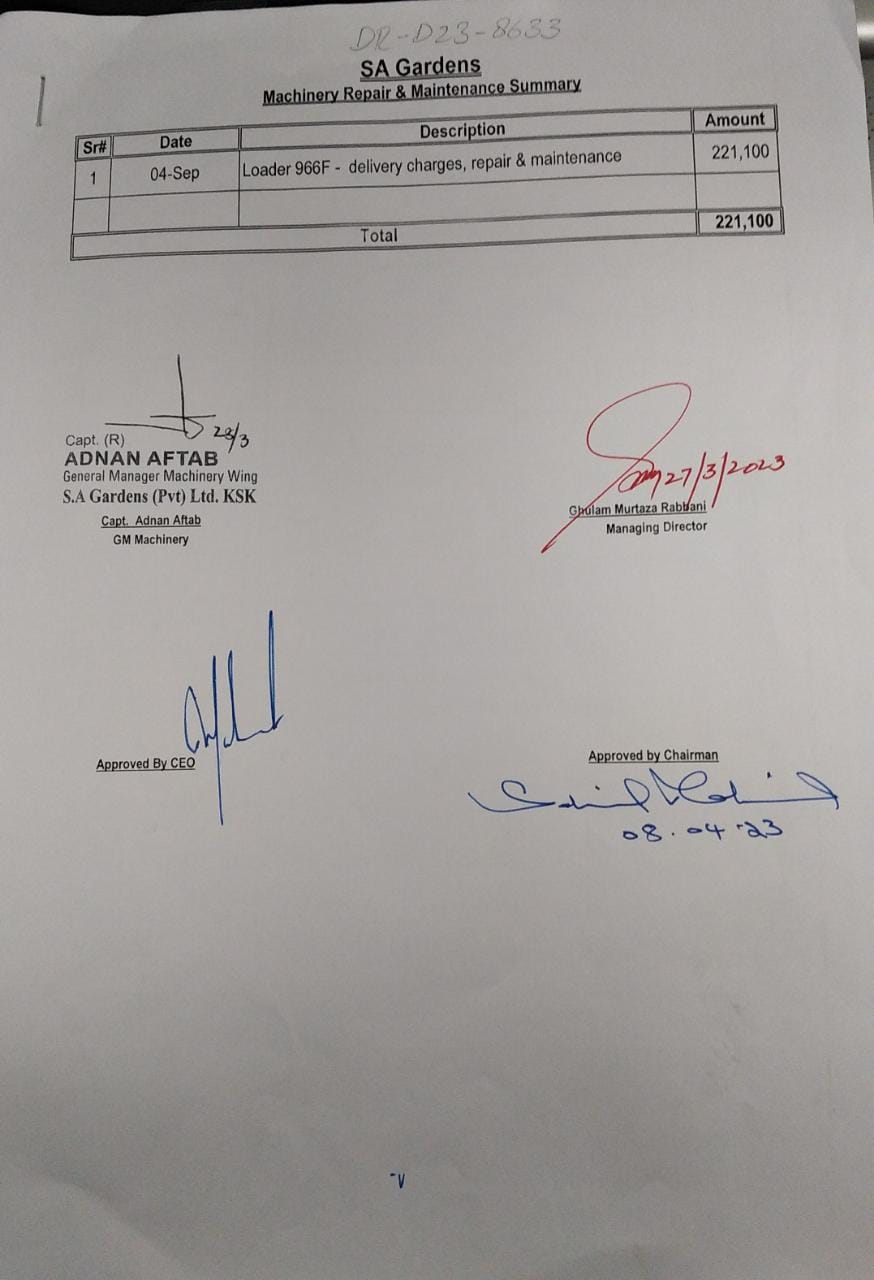 DR-D23-8633
SA Gardens
Machinery Repair & Maintenance Summary
Sr# Date Description Amount
1 04-Sep Loader 966F - delivery charges, repair & maintenance 221,100
Total 221,100
28/3
Capt. (R)
ADNAN AFTAB
General Manager Machinery Wing
S.A Gardens (Pvt) Ltd. KSK
Capt. Adnan Aftab
GM Machinery
27/3/2023
Ghulam Murtaza Rabbani
Managing Director
Approved By CEO
Approved by Chairman
08.04.23